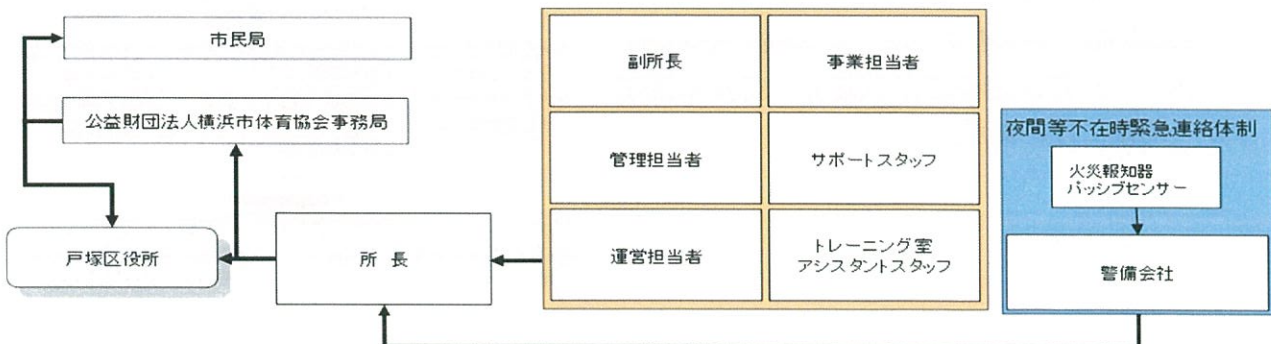 市民局
公益財団法人横浜市体育協会事務局
戸塚区役所
所 長
副所長
事業担当者
管理担当者
サポートスタッフ
運営担当者
トレーニング室
アシスタントスタッフ
夜間等不在時緊急連絡体制
火災報知器
パッシブセンサー
警備会社